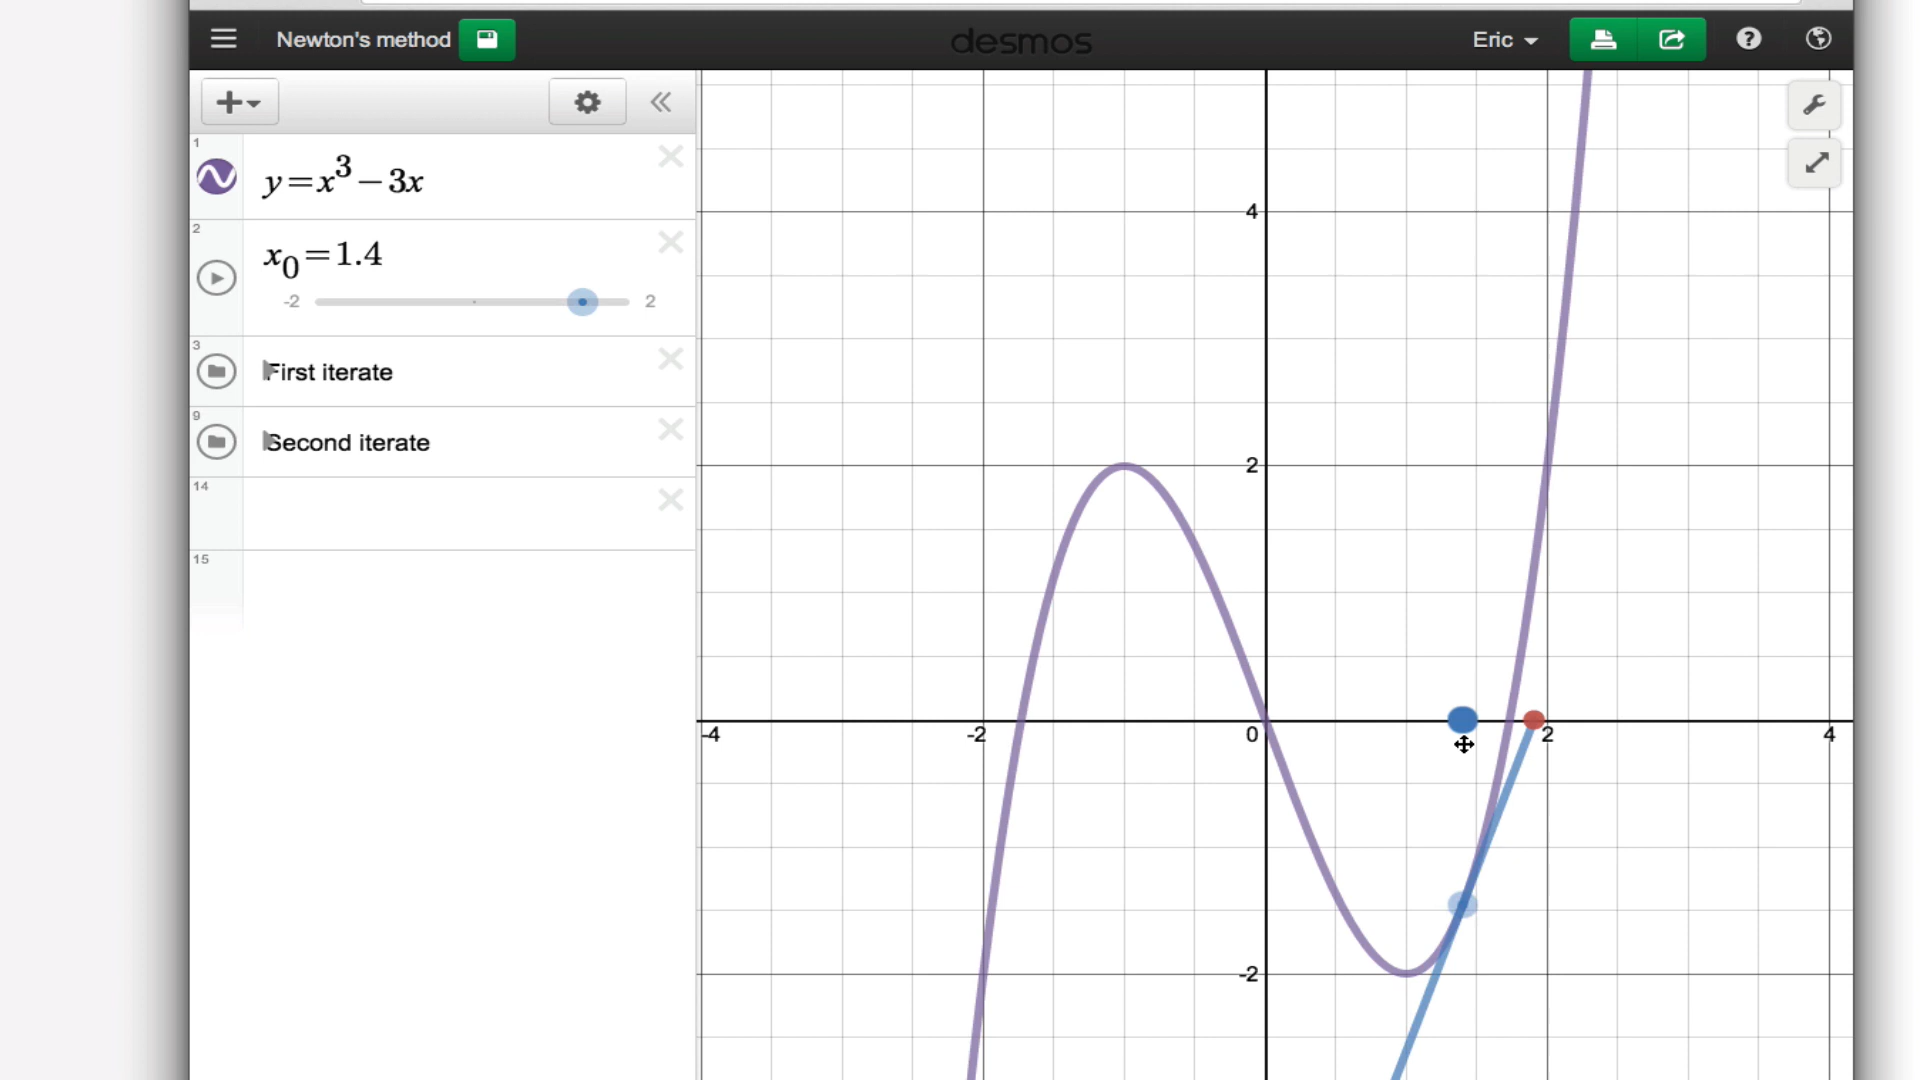 Newton's method
desmos
Eric
1
y=x³−3x
2
x₀=1.4
-2
2
3
First iterate
9
Second iterate
14
15
4
2
-4
-2
0
2
4
-2